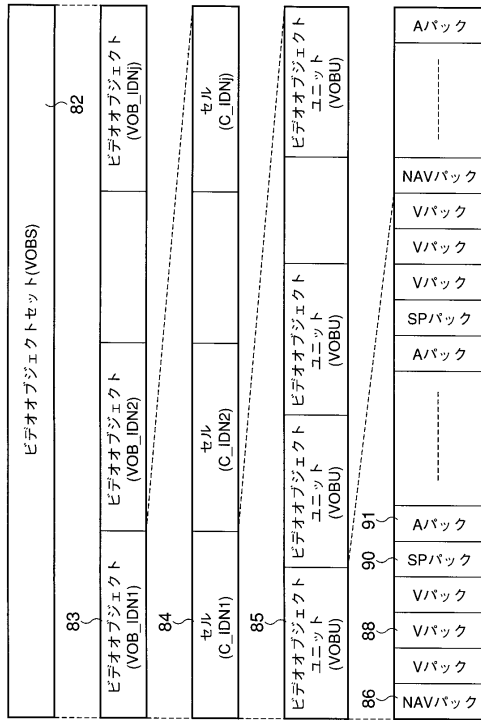 ビデオオブジェクトセット(VOBS)
82
83
ビデオオブジェクト
(VOB_IDN1)
ビデオオブジェクト
(VOB_IDN2)
ビデオオブジェクト
(VOB_IDNj)
84
セル
(C_IDN1)
セル
(C_IDN2)
セル
(C_IDNj)
85
ビデオオブジェクト
ユニット
(VOBU)
ビデオオブジェクト
ユニット
(VOBU)
ビデオオブジェクト
ユニット
(VOBU)
ビデオオブジェクト
ユニット
(VOBU)
86
88
90
91
NAVパック
Vパック
Vパック
Vパック
SPパック
Aパック
Aパック
SPパック
Vパック
Vパック
Vパック
NAVパック
Aパック